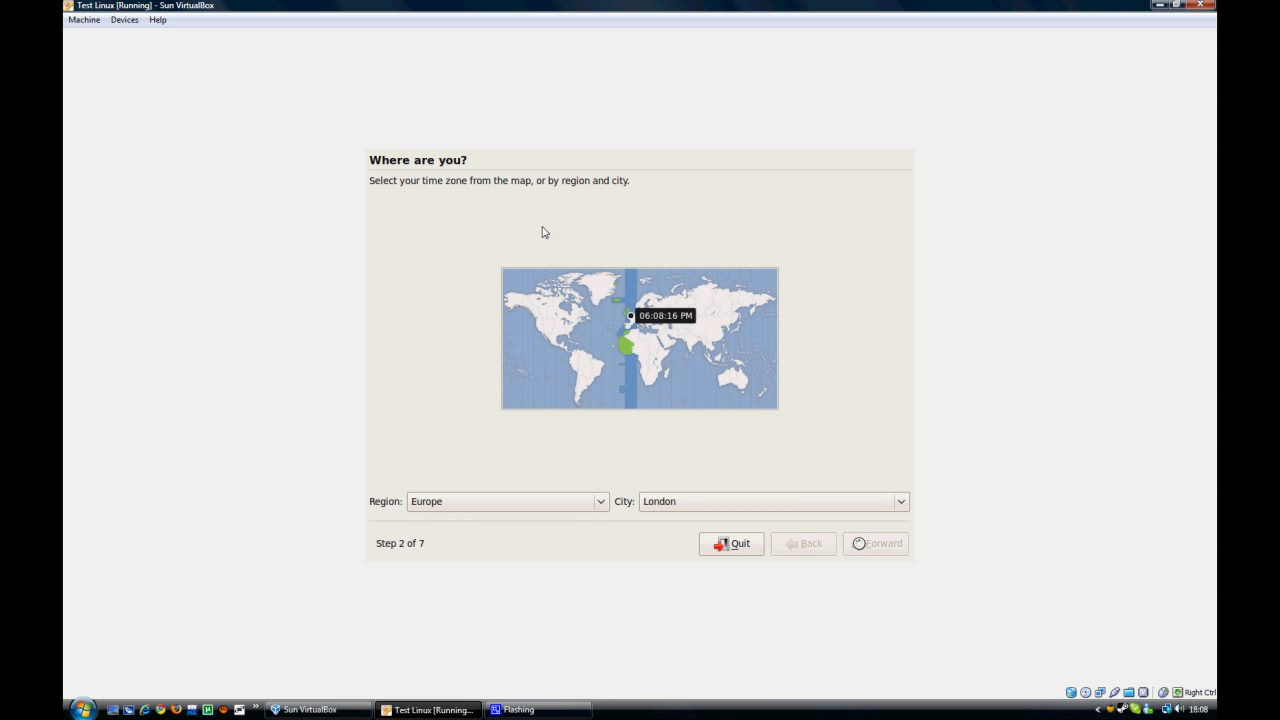 Test Linux [Running] - Sun VirtualBox
Machine Devices Help
Where are you?
Select your time zone from the map, or by region and city.
06:08:16 PM
Region: Europe City: London
Step 2 of 7 Quit Back Forward
Right Ctrl
Sun VirtualBox Test Linux [Running... Flashing 18:08